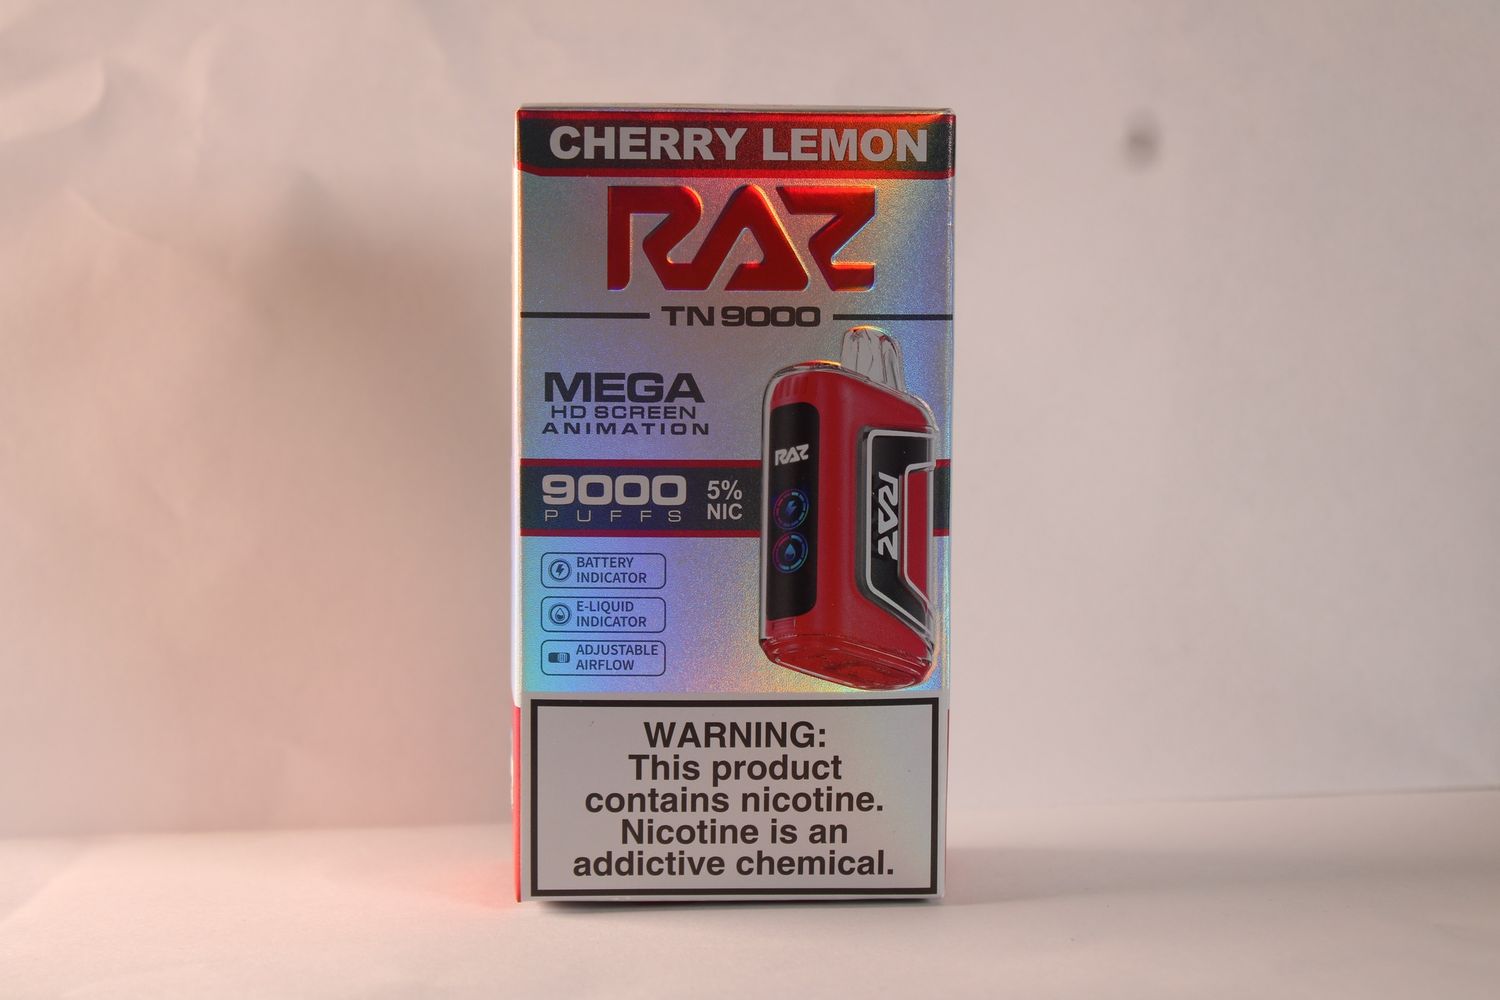 CHERRY LEMON
RAZ
TN 9000
MEGA
HD SCREEN
ANIMATION
9000
PUFFS
5%
NIC
BATTERY
INDICATOR
E-LIQUID
INDICATOR
ADJUSTABLE
AIRFLOW
RAZ
RAZ
WARNING:
This product
contains nicotine.
Nicotine is an
addictive chemical.